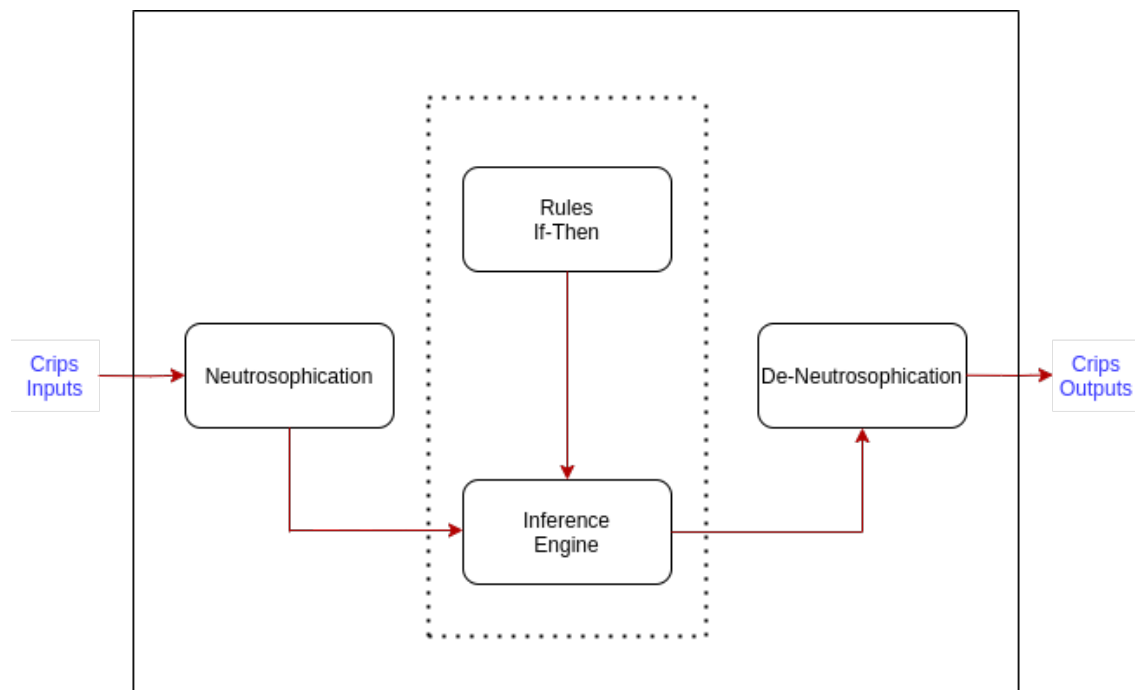 Rules
If-Then
Crips
Inputs
Neutrosophication
De-Neutrosophication
Crips
Outputs
Inference
Engine